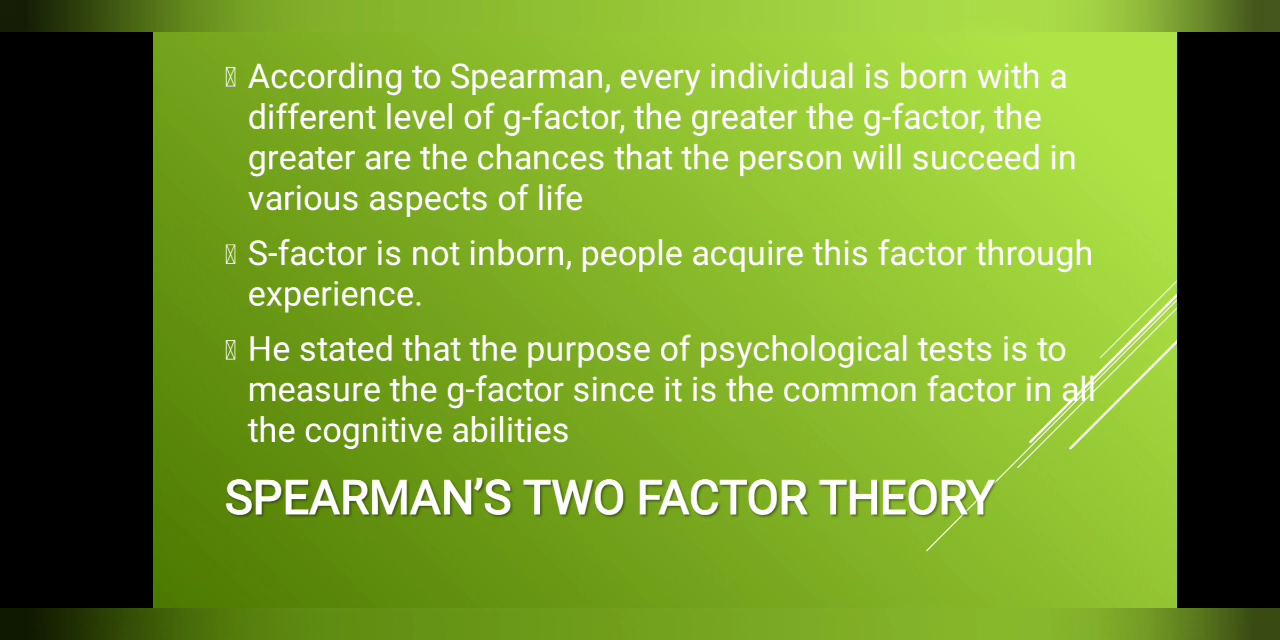 According to Spearman, every individual is born with a
different level of g-factor, the greater the g-factor, the
greater are the chances that the person will succeed in
various aspects of life
S-factor is not inborn, people acquire this factor through
experience.
He stated that the purpose of psychological tests is to
measure the g-factor since it is the common factor in all
the cognitive abilities
SPEARMAN’S TWO FACTOR THEORY